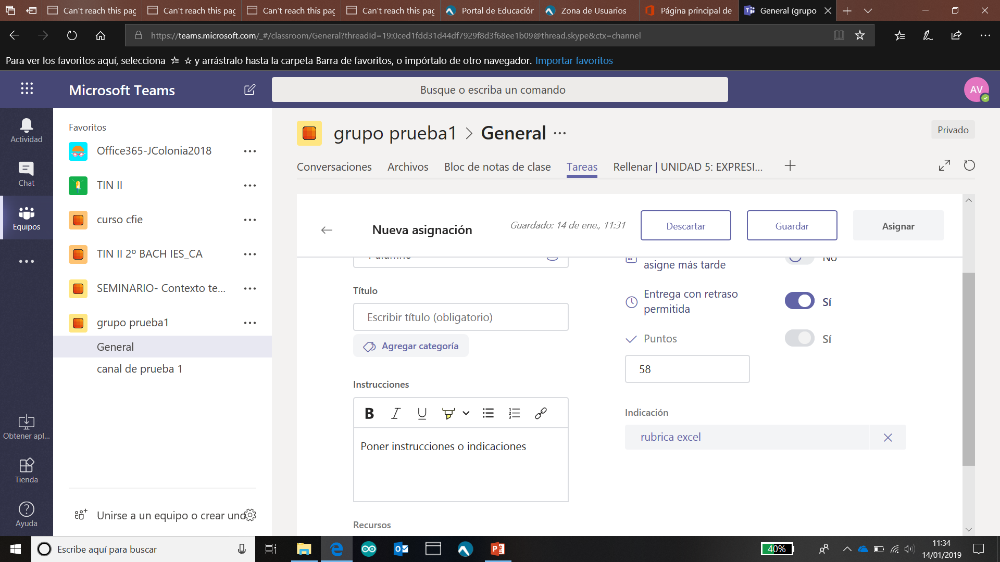 Can't reach this pag
Can't reach this pag
Can't reach this pag
Can't reach this pag
Portal de Educaciór
Zona de Usuarios
Página principal de
General (grupo
https://teams.microsoft.com/_#/classroom/General?threadId=19:0ced1fdd31d44df7929f8d3f68ee1b09@thread.skype&ctx=channel
Para ver los favoritos aquí, selecciona y arrástralo hasta la carpeta Barra de favoritos, o impórtalo de otro navegador. Importar favoritos
Microsoft Teams
Busque o escriba un comando
AV
Actividad
Chat
Equipos
Obtener apl...
Tienda
Ayuda
Favoritos
Office365-JColonia2018
TIN II
curso cfie
TIN II 2º BACH IES_CA
SEMINARIO- Contexto te...
grupo prueba1
General
canal de prueba 1
Unirse a un equipo o crear uno
grupo prueba1 > General
Privado
Conversaciones
Archivos
Bloc de notas de clase
Tareas
Rellenar | UNIDAD 5: EXPRESI...
Nueva asignación
Guardado: 14 de ene., 11:31
Descartar
Guardar
Asignar
Título
Escribir título (obligatorio)
Agregar categoría
Instrucciones
B I U
Poner instrucciones o indicaciones
Recursos
asigne más tarde
No
Entrega con retraso
permitida
Sí
Puntos
Sí
58
Indicación
rubrica excel
Escribe aquí para buscar
40%
11:34
14/01/2019